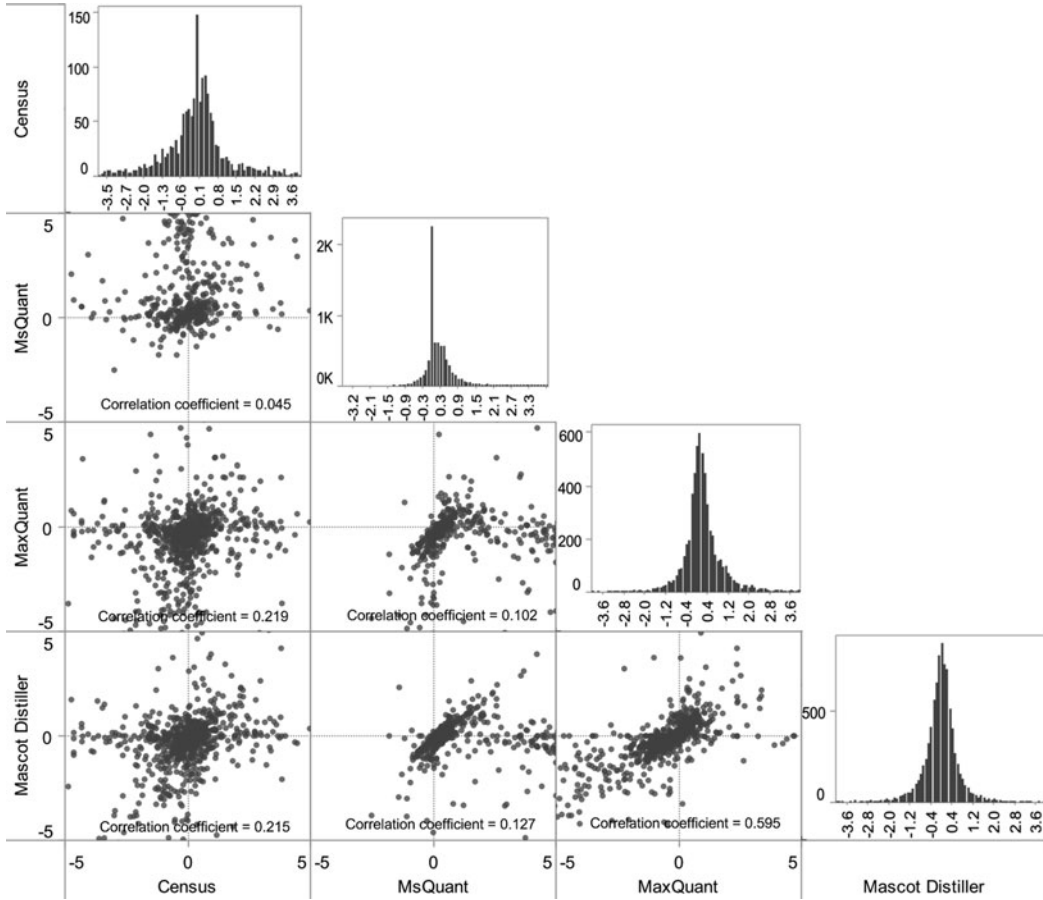 150
100
50
0
Census
-3.5 -2.7 -2.0 -1.3 -0.6 0.1 0.8 1.5 2.2 2.9 3.6
5
0
-5
MsQuant
Correlation coefficient = 0.045
2K
1K
0K
-3.2 -2.1 -1.5 -0.9 -0.3 0.3 0.9 1.5 2.1 2.7 3.3
5
0
-5
MaxQuant
Correlation coefficient = 0.219
Correlation coefficient = 0.102
600
400
200
0
-3.6 -2.8 -2.0 -1.2 -0.4 0.4 1.2 2.0 2.8 3.6
5
0
-5
Mascot Distiller
Correlation coefficient = 0.215
Correlation coefficient = 0.127
Correlation coefficient = 0.595
500
0
-3.6 -2.8 -2.0 -1.2 -0.4 0.4 1.2 2.0 2.8 3.6
-5 0 5 -5 0 5 -5 0 5
Census MsQuant MaxQuant Mascot Distiller